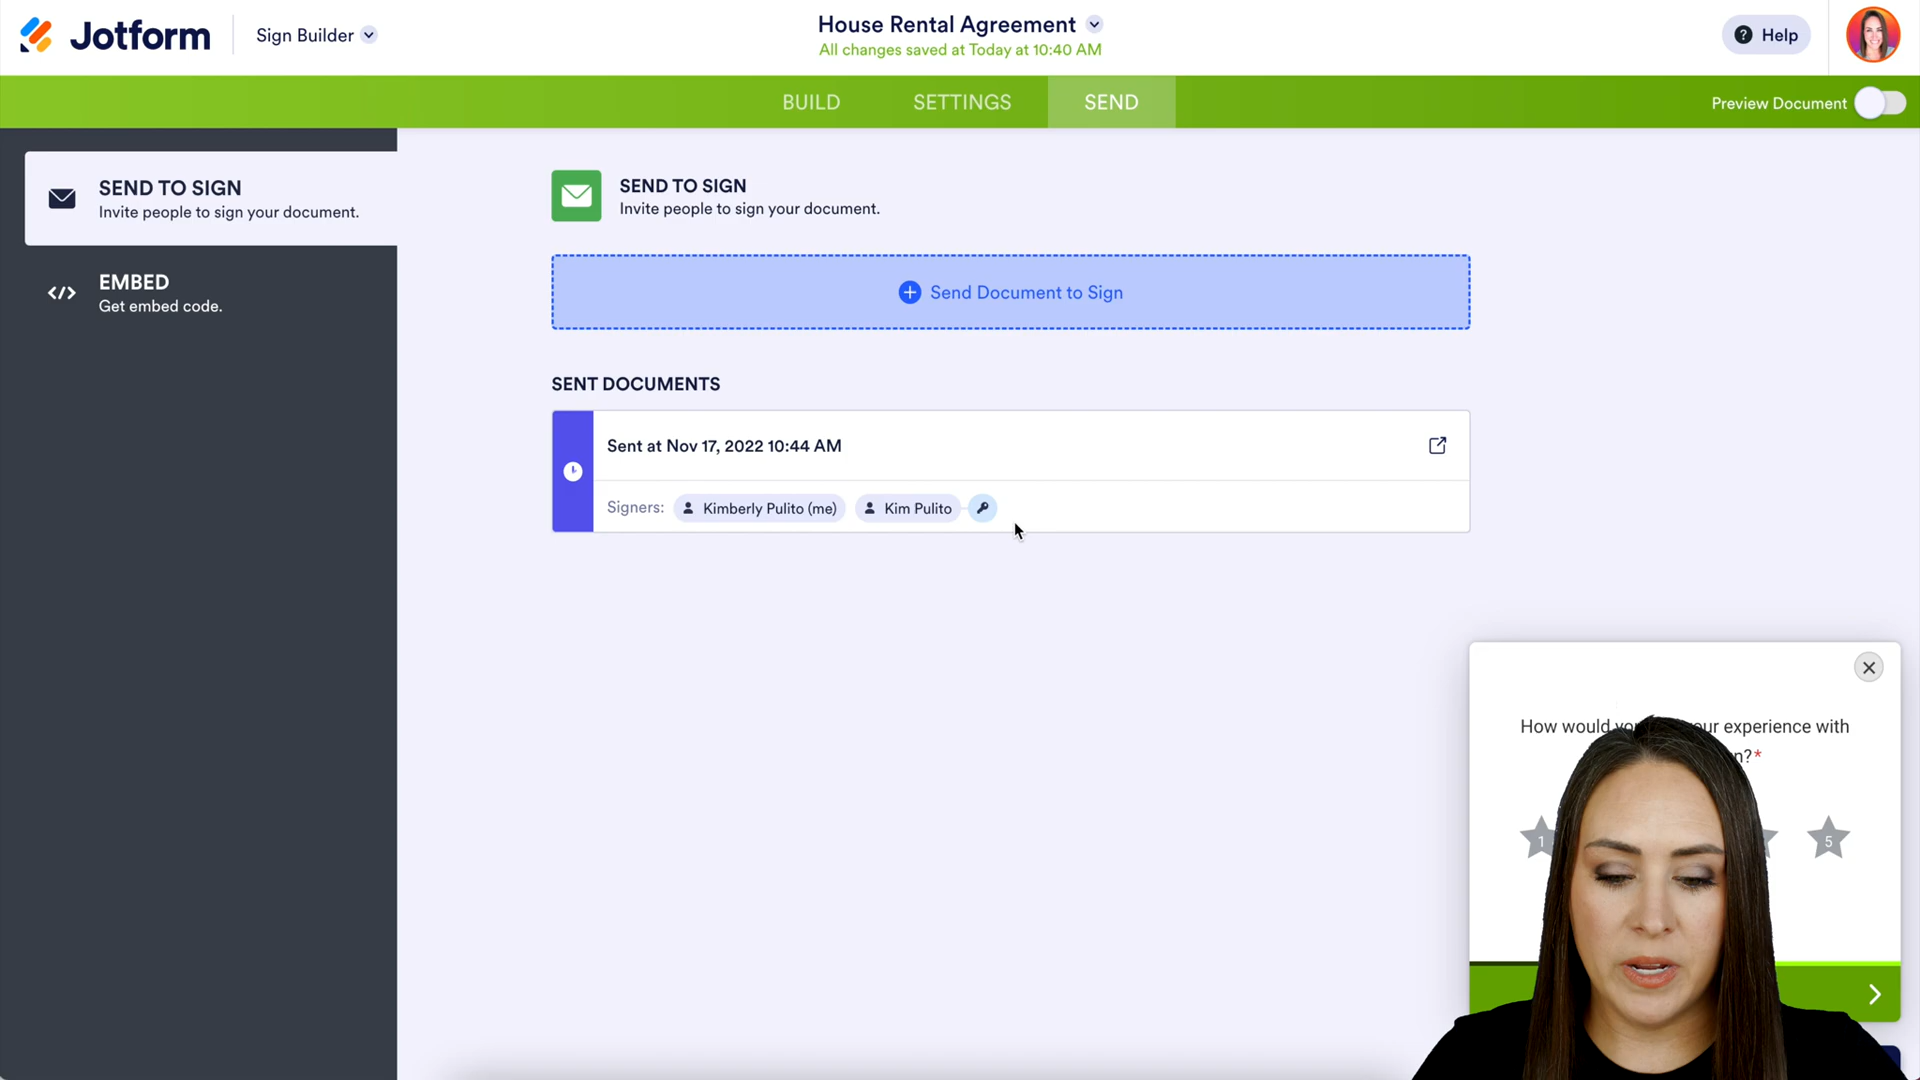 Jotform
Sign Builder
House Rental Agreement
All changes saved at Today at 10:40 AM
? Help
BUILD
SETTINGS
SEND
Preview Document
SEND TO SIGN
Invite people to sign your document.
</> EMBED
Get embed code.
SEND TO SIGN
Invite people to sign your document.
+ Send Document to Sign
SENT DOCUMENTS
Sent at Nov 17, 2022 10:44 AM
Signers: Kimberly Pulito (me) Kim Pulito
How would experience with
?*
1 5